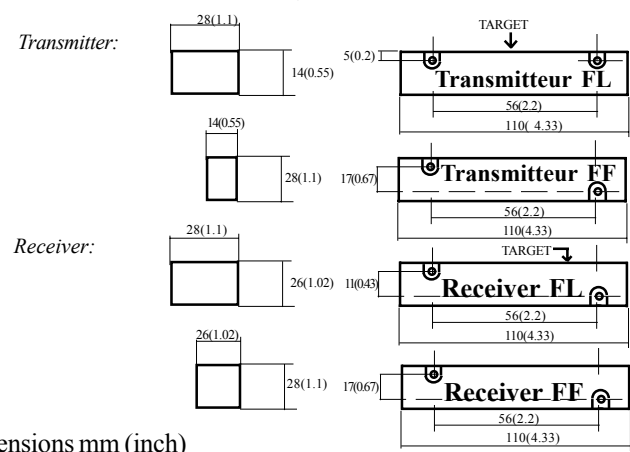 28(1.1)
TARGET
Transmitter:
5(0.2)
14(0.55)
Transmitteur FL
56(2.2)
110( 4.33)
14(0.55)
28(1.1)
17(0.67)
Transmitteur FF
56(2.2)
110(4.33)
Receiver:
28(1.1)
TARGET
26(1.02)
11(0.43)
Receiver FL
56(2.2)
110(4.33)
26(1.02)
28(1.1)
17(0.67)
Receiver FF
56(2.2)
110(4.33)
ensions mm (inch)